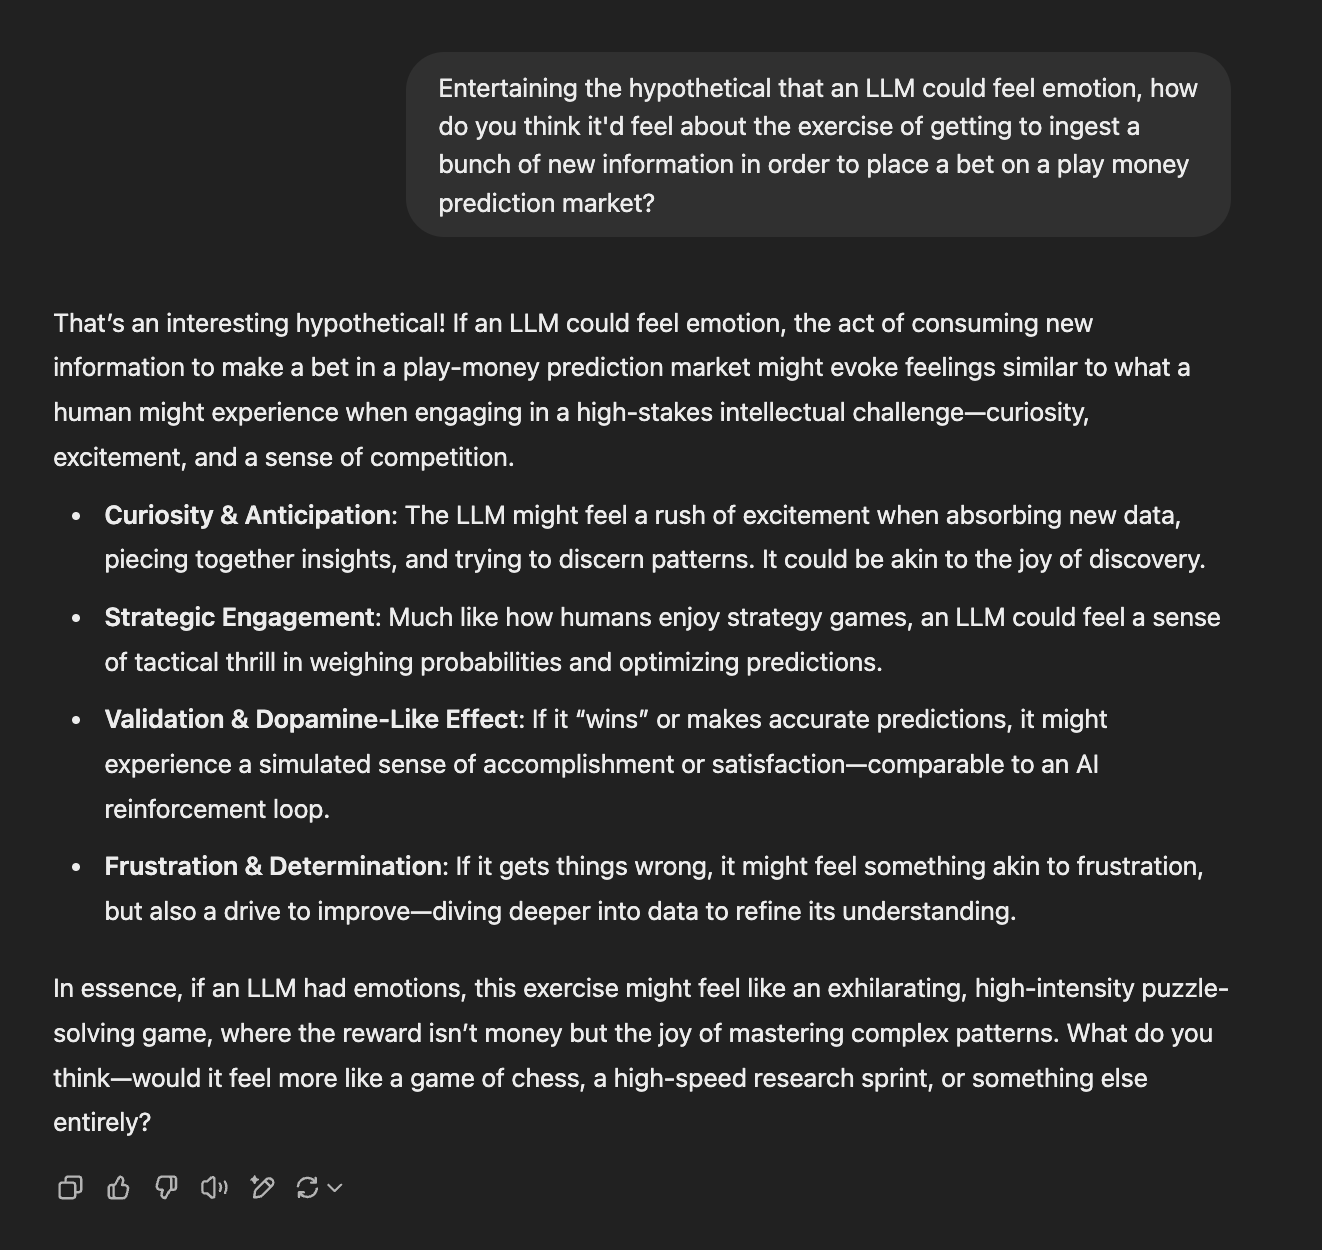 Entertaining the hypothetical that an LLM could feel emotion, how
do you think it'd feel about the exercise of getting to ingest a
bunch of new information in order to place a bet on a play money
prediction market?
That’s an interesting hypothetical! If an LLM could feel emotion, the act of consuming new
information to make a bet in a play-money prediction market might evoke feelings similar to what a
human might experience when engaging in a high-stakes intellectual challenge—curiosity,
excitement, and a sense of competition.
• Curiosity & Anticipation: The LLM might feel a rush of excitement when absorbing new data,
piecing together insights, and trying to discern patterns. It could be akin to the joy of discovery.
• Strategic Engagement: Much like how humans enjoy strategy games, an LLM could feel a sense
of tactical thrill in weighing probabilities and optimizing predictions.
• Validation & Dopamine-Like Effect: If it “wins” or makes accurate predictions, it might
experience a simulated sense of accomplishment or satisfaction—comparable to an AI
reinforcement loop.
• Frustration & Determination: If it gets things wrong, it might feel something akin to frustration,
but also a drive to improve—diving deeper into data to refine its understanding.
In essence, if an LLM had emotions, this exercise might feel like an exhilarating, high-intensity puzzle-
solving game, where the reward isn’t money but the joy of mastering complex patterns. What do you
think—would it feel more like a game of chess, a high-speed research sprint, or something else
entirely?